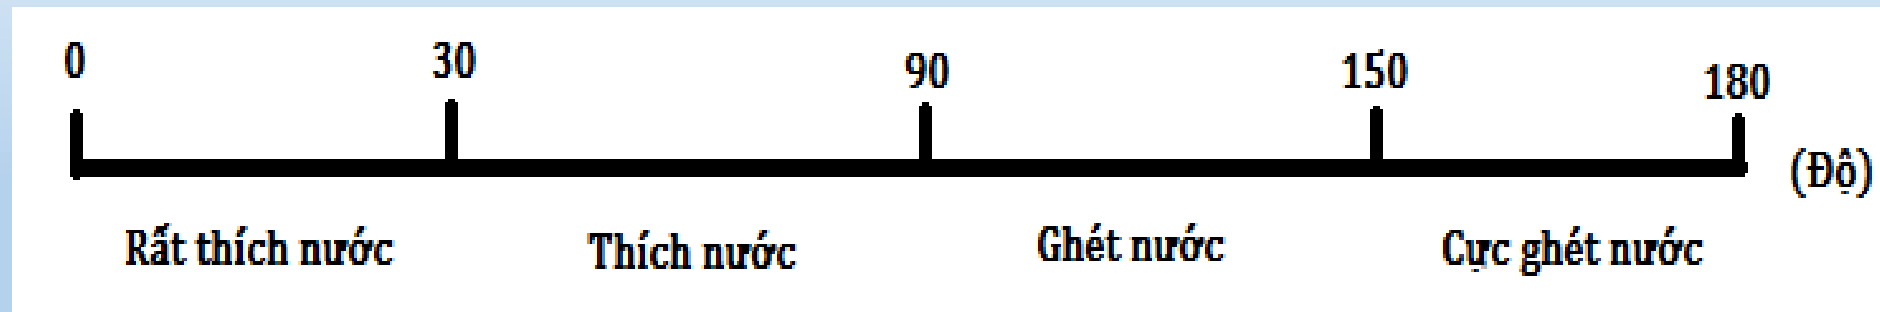 0 30 90 150 180
(Độ)
Rất thích nước Thích nước Ghét nước Cực ghét nước